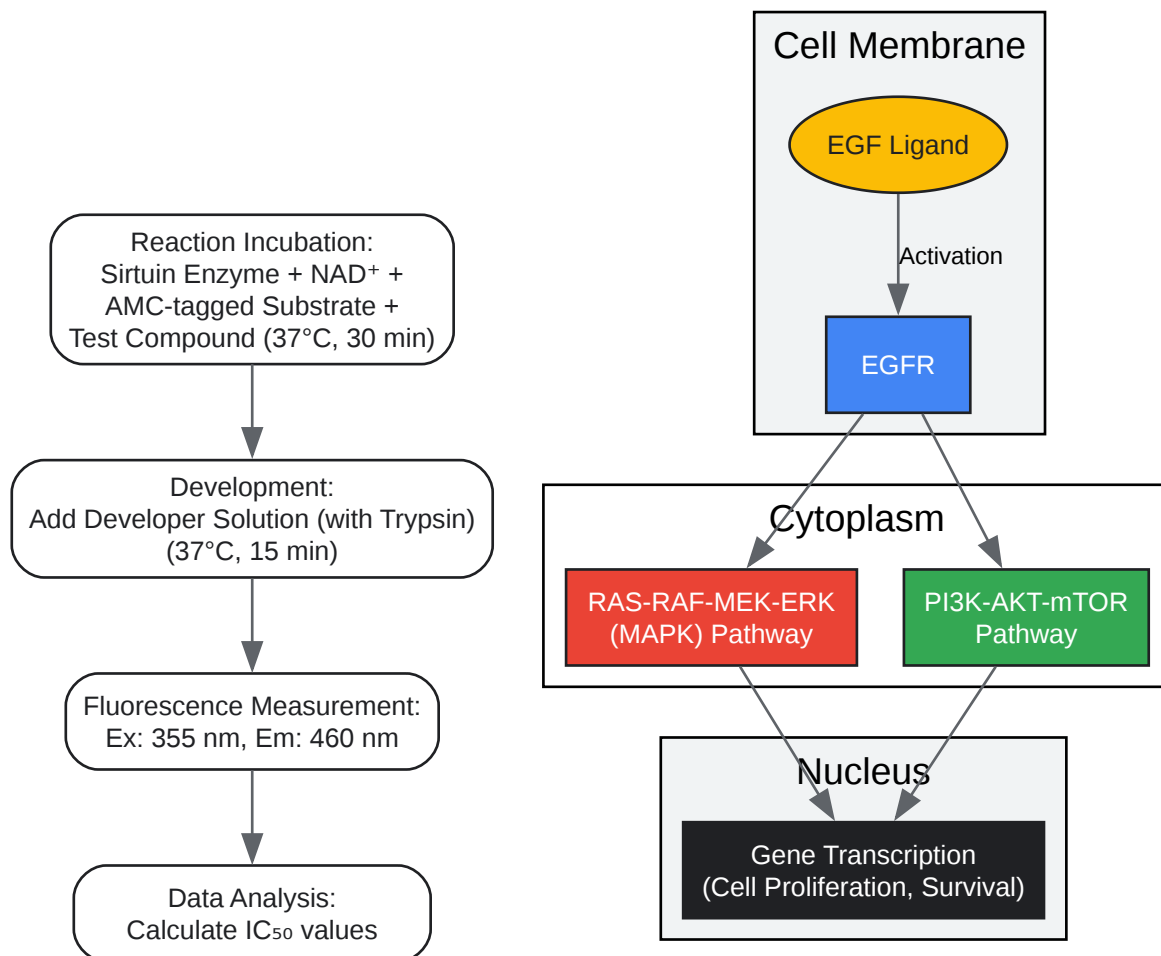 Reaction Incubation:
Sirtuin Enzyme + NAD⁺ +
AMC-tagged Substrate +
Test Compound (37°C, 30 min)
Development:
Add Developer Solution (with Trypsin)
(37°C, 15 min)
Fluorescence Measurement:
Ex: 355 nm, Em: 460 nm
Data Analysis:
Calculate IC₅₀ values
Cell Membrane
EGF Ligand
Activation
EGFR
Cytoplasm
RAS-RAF-MEK-ERK
(MAPK) Pathway
PI3K-AKT-mTOR
Pathway
Nucleus
Gene Transcription
(Cell Proliferation, Survival)